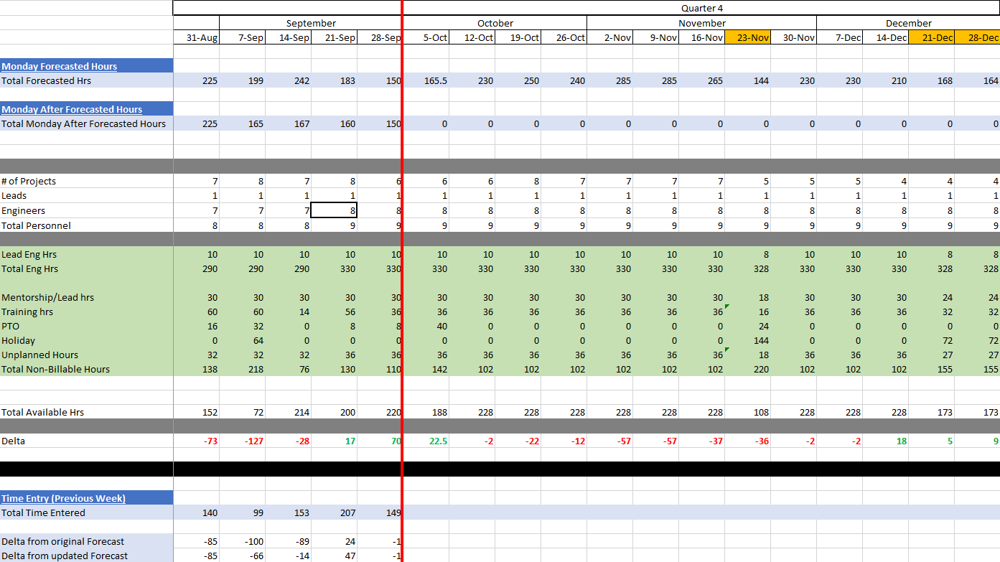 Quarter 4
September October November December
31-Aug 7-Sep 14-Sep 21-Sep 28-Sep 5-Oct 12-Oct 19-Oct 26-Oct 2-Nov 9-Nov 16-Nov 23-Nov 30-Nov 7-Dec 14-Dec 21-Dec 28-Dec
Monday Forecasted Hours
Total Forecasted Hrs 225 199 242 183 150 165.5 230 250 240 285 285 265 144 230 230 210 168 164
Monday After Forecasted Hours
Total Monday After Forecasted Hours 225 165 167 160 150 0 0 0 0 0 0 0 0 0 0 0 0 0
# of Projects 7 8 7 8 6 6 6 8 7 7 7 7 5 5 5 4 4 4
Leads 1 1 1 1 1 1 1 1 1 1 1 1 1 1 1 1 1 1
Engineers 7 7 7 8 8 8 8 8 8 8 8 8 8 8 8 8 8 8
Total Personnel 8 8 8 9 9 9 9 9 9 9 9 9 9 9 9 9 9 9
Lead Eng Hrs 10 10 10 10 10 10 10 10 10 10 10 10 8 10 10 10 8 8
Total Eng Hrs 290 290 290 330 330 330 330 330 330 330 330 330 328 330 330 330 328 328
Mentorship/Lead hrs 30 30 30 30 30 30 30 30 30 30 30 30 18 30 30 30 24 24
Training hrs 60 60 14 56 36 36 36 36 36 36 36 36 16 36 36 36 32 32
PTO 16 32 0 8 8 40 0 0 0 0 0 0 24 0 0 0 0 0
Holiday 0 64 0 0 0 0 0 0 0 0 0 0 144 0 0 0 72 72
Unplanned Hours 32 32 32 36 36 36 36 36 36 36 36 36 18 36 36 36 27 27
Total Non-Billable Hours 138 218 76 130 110 142 102 102 102 102 102 102 220 102 102 102 155 155
Total Available Hrs 152 72 214 200 220 188 228 228 228 228 228 228 108 228 228 228 173 173
Delta -73 -127 -28 17 70 22.5 -2 -22 -12 -57 -57 -37 -36 -2 -2 18 5 9
Time Entry (Previous Week)
Total Time Entered 140 99 153 207 149
Delta from original Forecast -85 -100 -89 24 -1
Delta from updated Forecast -85 -66 -14 47 -1